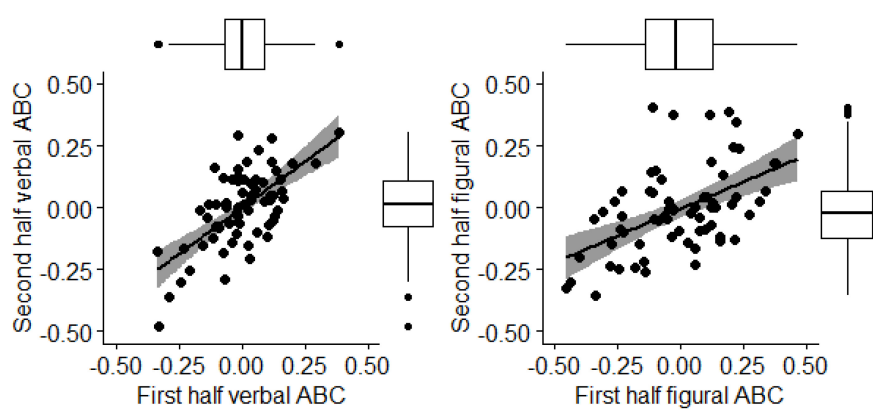 0.50
0.25
0.00
-0.25
-0.50
Second half verbal ABC
-0.50 -0.25 0.00 0.25 0.50
First half verbal ABC
0.50
0.25
0.00
-0.25
-0.50
Second half figural ABC
-0.50 -0.25 0.00 0.25 0.50
First half figural ABC